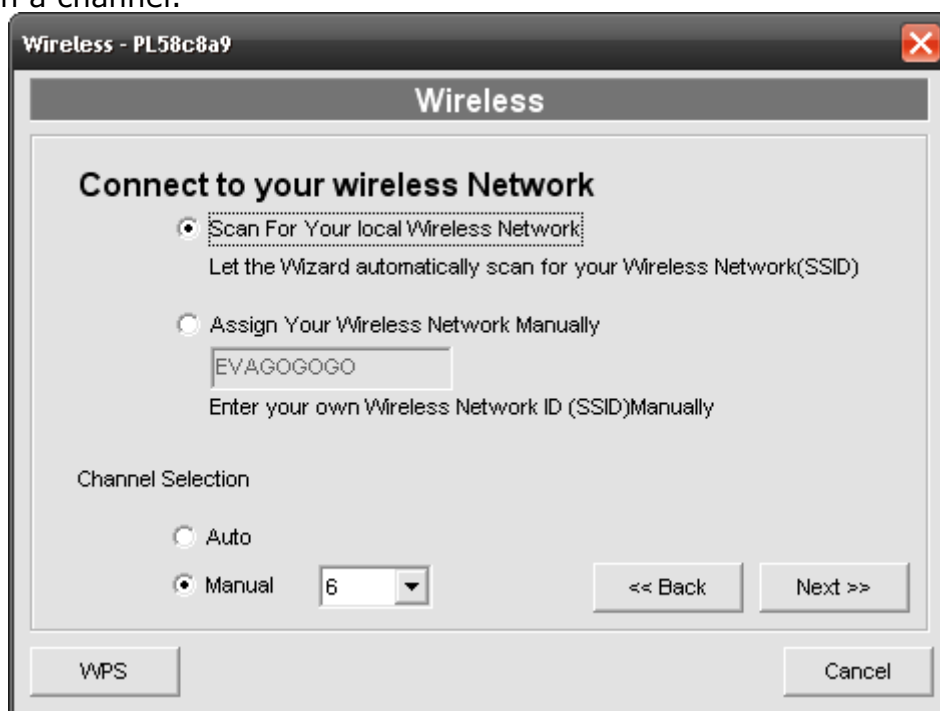 n a channel.
Wireless - PL58c8a9
Wireless
Connect to your wireless Network
Scan For Your local Wireless Network
Let the Wizard automatically scan for your Wireless Network(SSID)
Assign Your Wireless Network Manually
EVAGOGOGO
Enter your own Wireless Network ID (SSID)Manually
Channel Selection
Auto
Manual 6 << Back Next >>
WPS Cancel